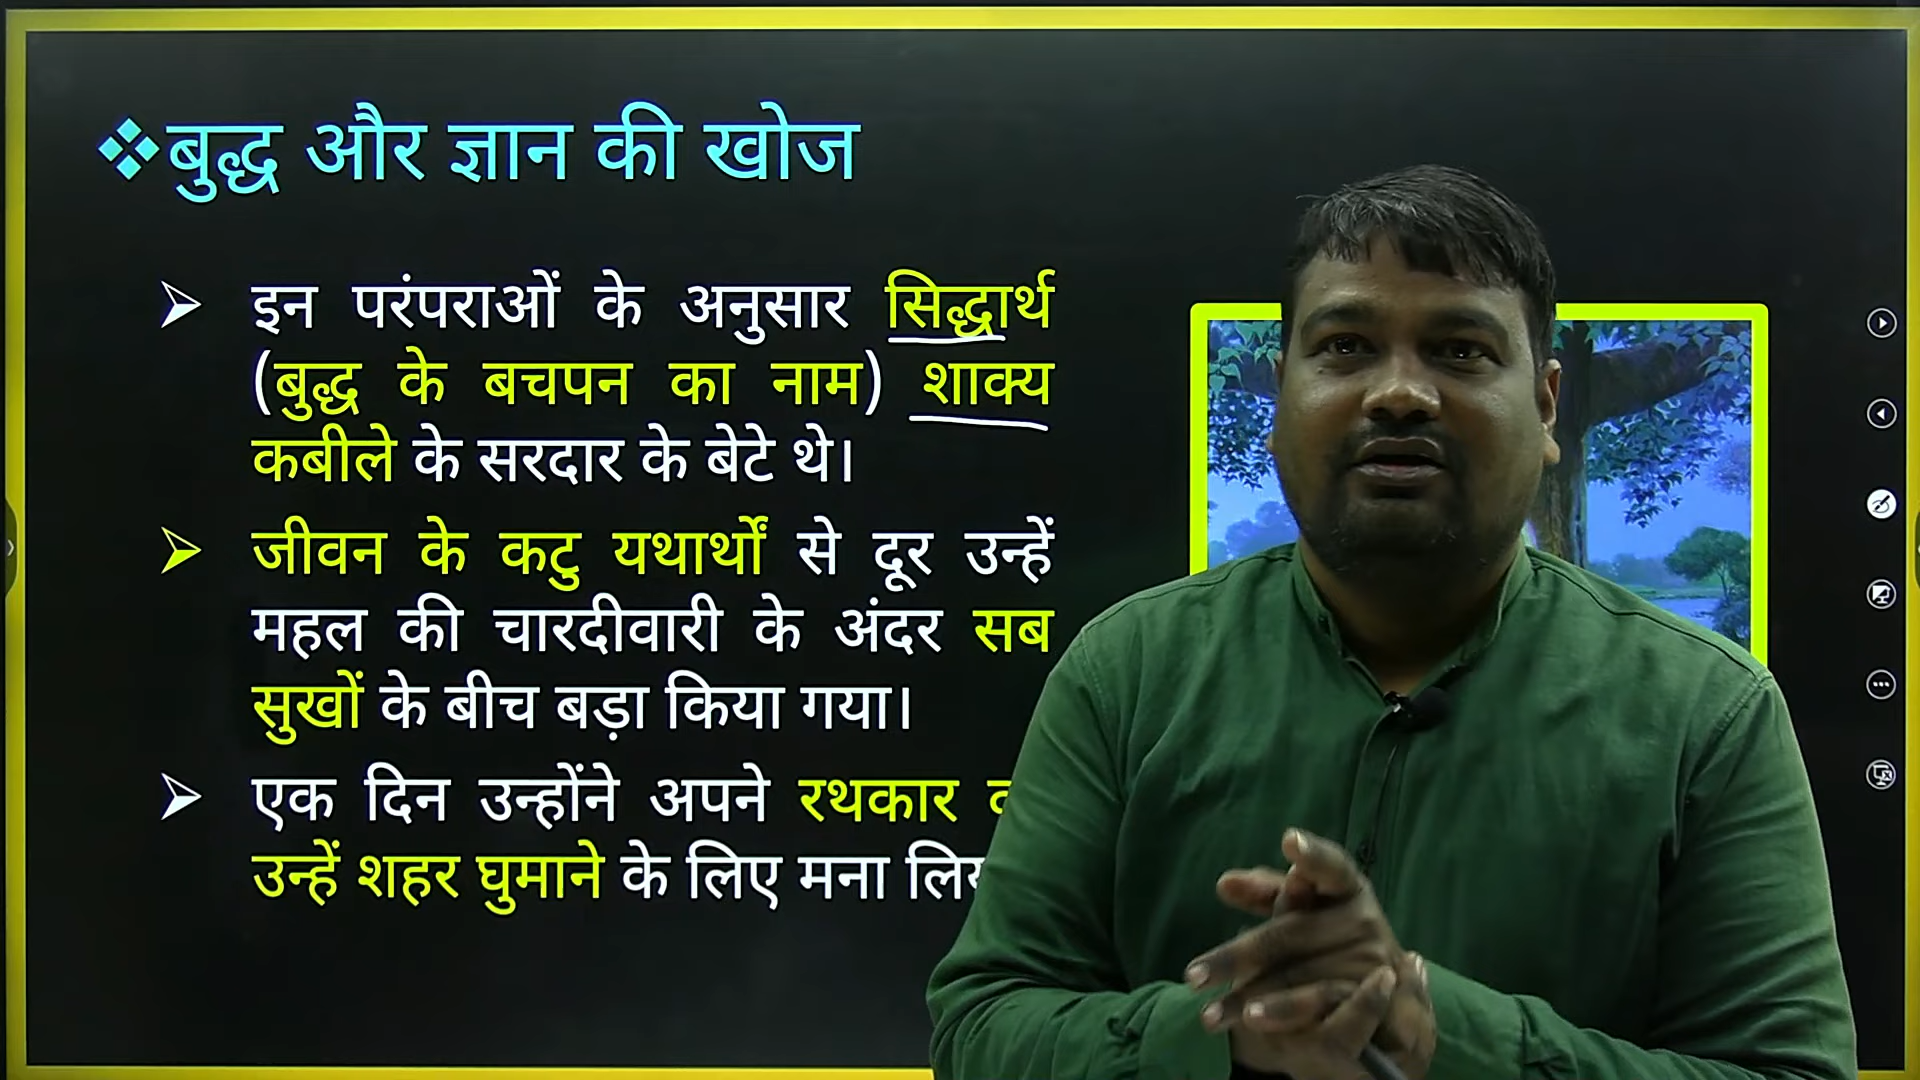 बुद्ध और ज्ञान की खोज
इन परंपराओं के अनुसार सिद्धार्थ
(बुद्ध के बचपन का नाम) शाक्य
कबीले के सरदार के बेटे थे।
जीवन के कटु यथार्थों से दूर उन्हें
महल की चारदीवारी के अंदर सब
सुखों के बीच बड़ा किया गया।
एक दिन उन्होंने अपने रथकार
उन्हें शहर घुमाने के लिए मना